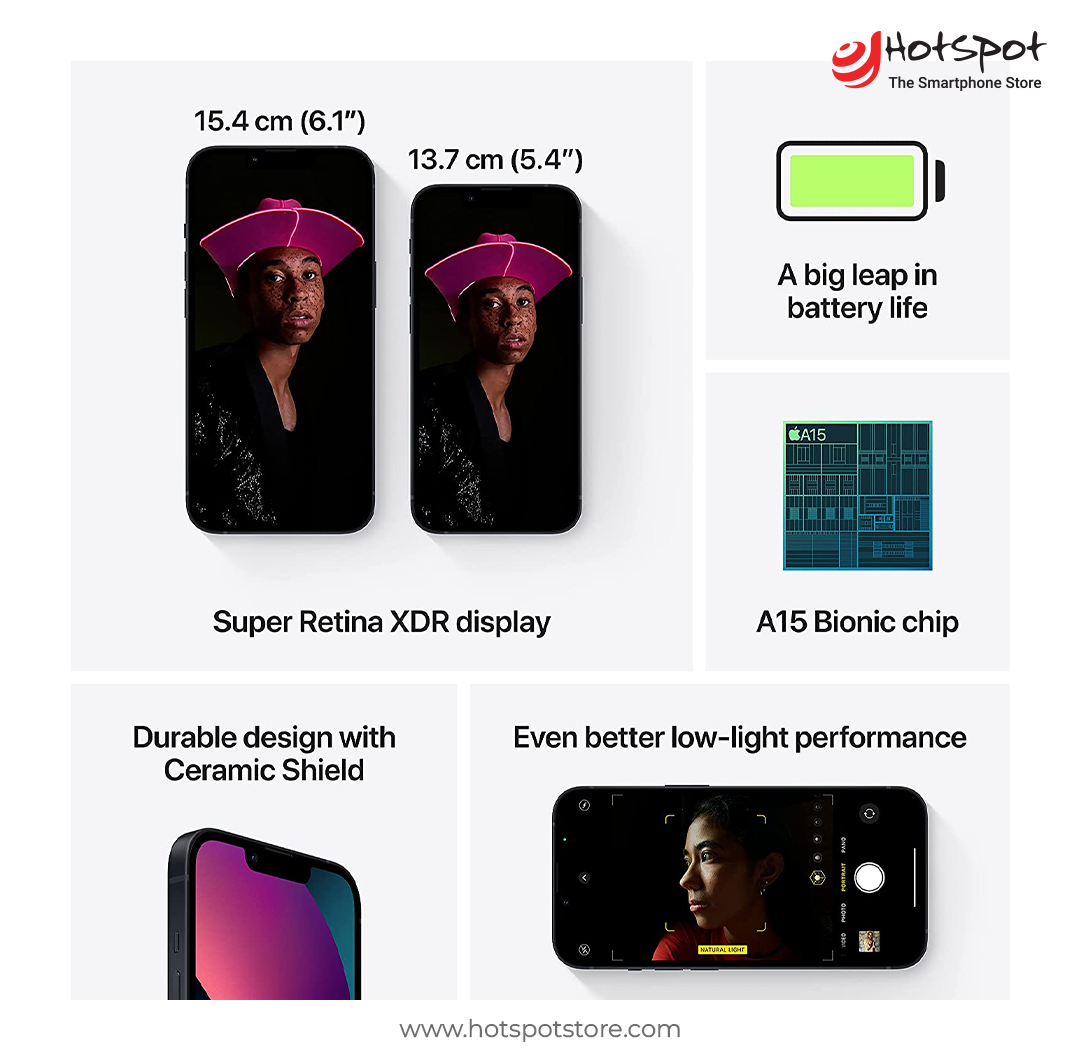 HotSpot
The Smartphone Store
15.4 cm (6.1”)
13.7 cm (5.4”)
Super Retina XDR display
A big leap in
battery life
A15
A15 Bionic chip
Durable design with
Ceramic Shield
Even better low-light performance
NATURAL LIGHT
VIDEO
PHOTO
PORTRAIT
PANO
www.hotspotstore.com